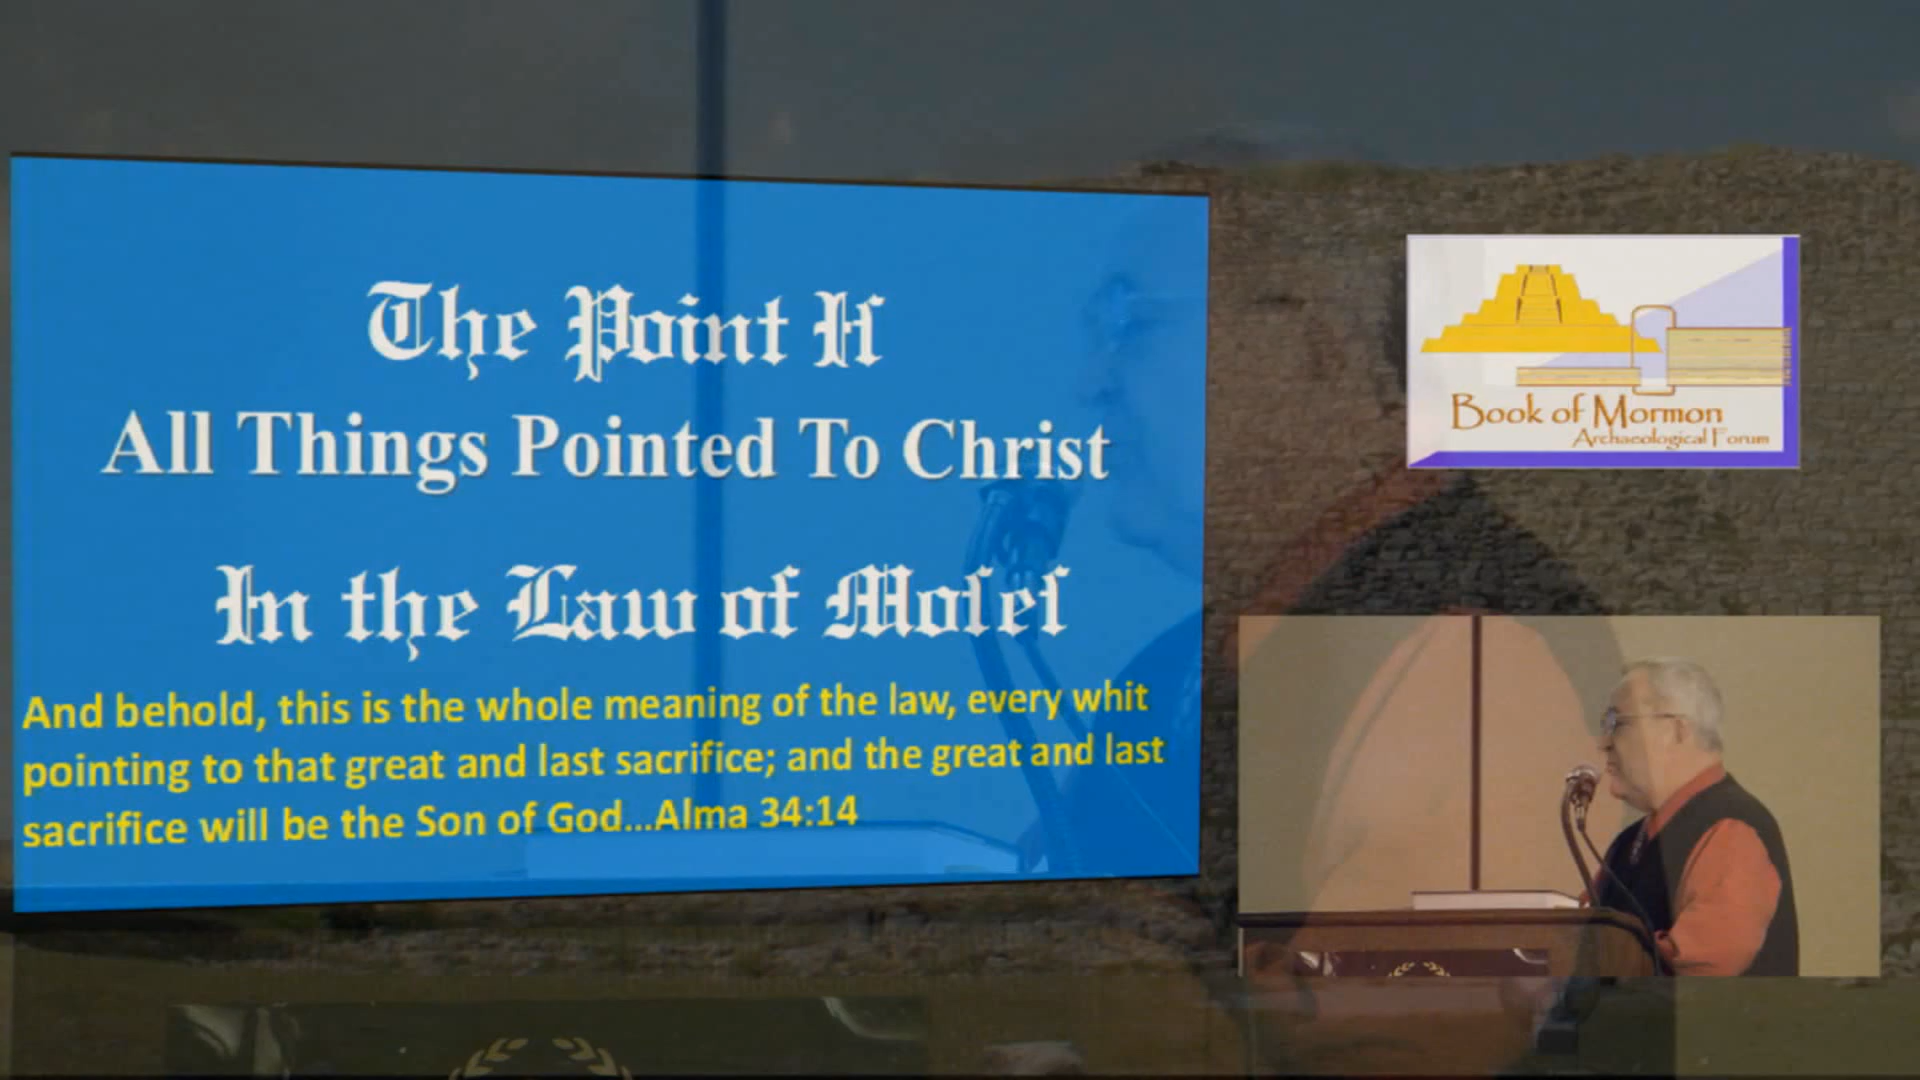 The Point Is
All Things Pointed To Christ
In the Law of Moses
And behold, this is the whole meaning of the law, every whit
pointing to that great and last sacrifice; and the great and last
sacrifice will be the Son of God...Alma 34:14
Book of Mormon
Archaeological Forum